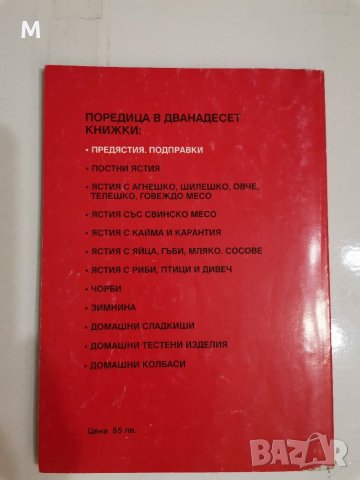 M
ПОРЕДИЦА В ДВАНАДЕСЕТ
КНИЖКИ:
• ПРЕДЯСТИЯ. ПОДПРАВКИ
• ПОСТНИ ЯСТИЯ
• ЯСТИЯ С АГНЕШКО, ШИЛЕШКО, ОВЧЕ,
ТЕЛЕШКО, ГОВЕЖДО МЕСО
• ЯСТИЯ СЪС СВИНСКО МЕСО
• ЯСТИЯ С КАЙМА И КАРАНТИЯ
• ЯСТИЯ С ЯЙЦА, ГЪБИ, МЛЯКО. СОСОВЕ
• ЯСТИЯ С РИБИ, ПТИЦИ И ДИВЕЧ
• ЧОРБИ
• ЗИМНИНА
• ДОМАШНИ СЛАДКИШИ
• ДОМАШНИ ТЕСТЕНИ ИЗДЕЛИЯ
• ДОМАШНИ КОЛБАСИ
Цена 55 лв.
BAZAR